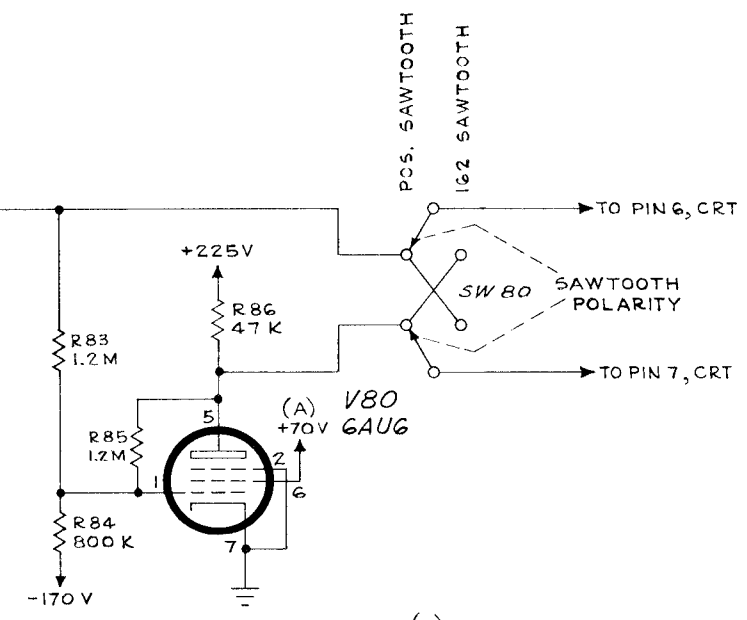 POS. SAWTOOTH
162 SAWTOOTH
TO PIN 6, CRT
+225V
SW 80
SAWTOOTH
POLARITY
R86
47 K
R83
1.2M
TO PIN 7, CRT
(A)
+70V
V80
6AU6
5
R85
1.2M
2
1
6
R84
800 K
7
-170 V